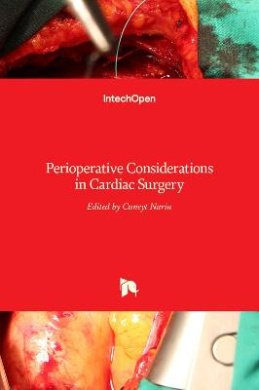 IntechOpen
Perioperative Considerations
in Cardiac Surgery
Edited by Cuneyt Narin